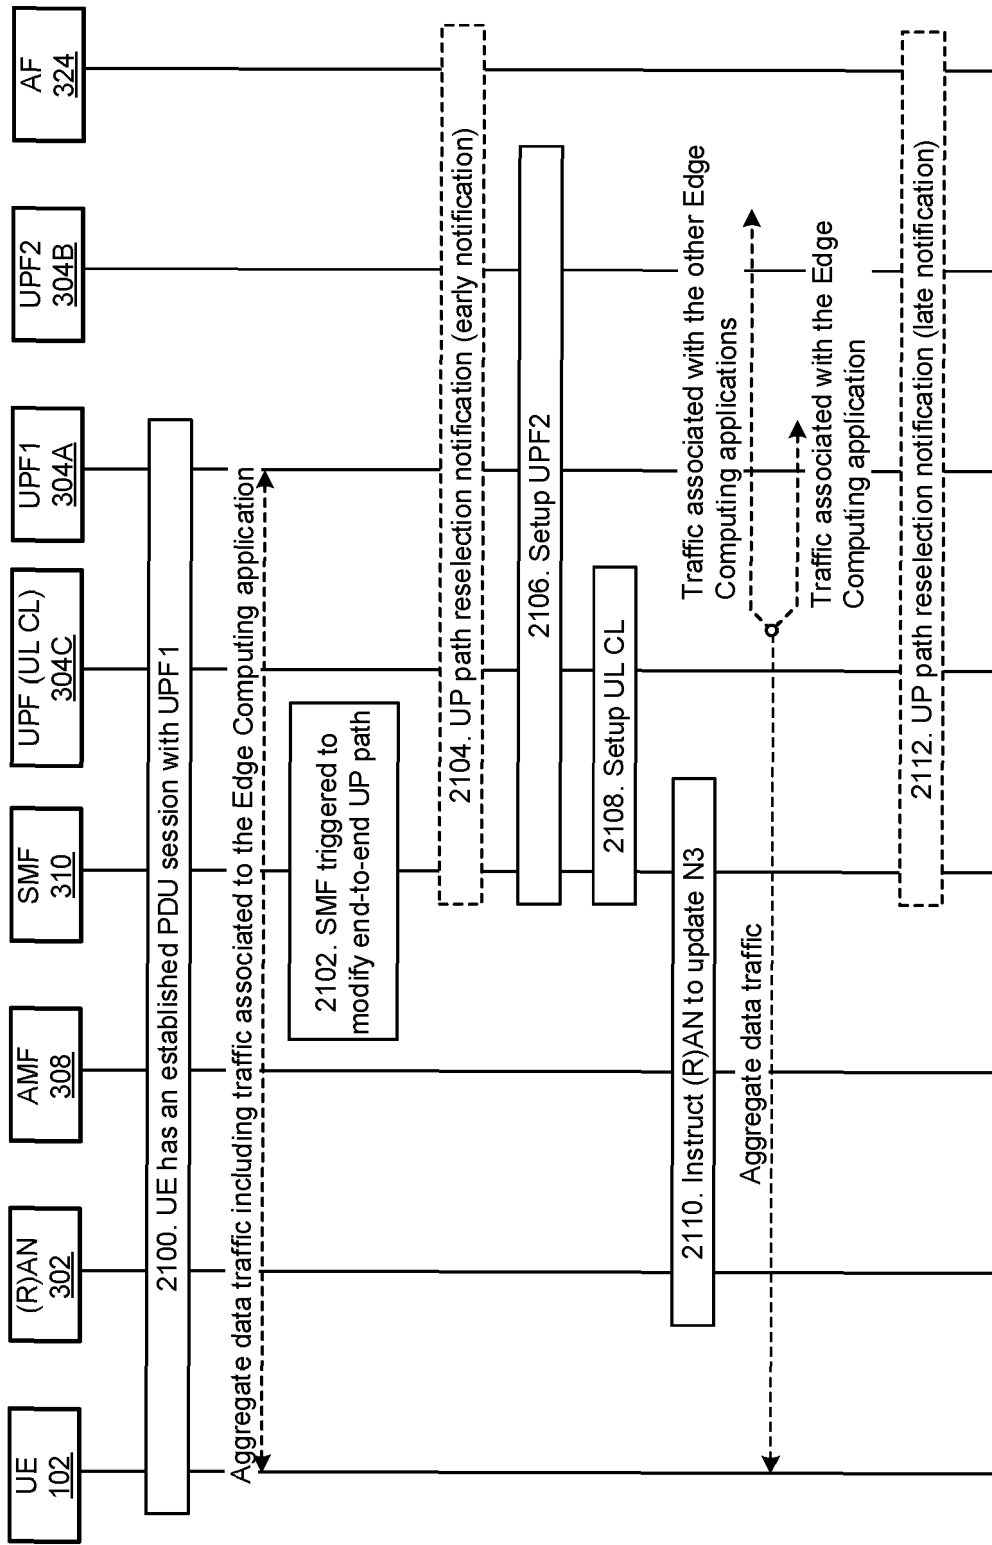 UE
102
(R)AN
302
AMF
308
SMF
310
UPF (UL CL)
304C
UPF1
304A
UPF2
304B
AF
324
2100. UE has an established PDU session with UPF1
Aggregate data traffic including traffic associated to the Edge Computing application
2102. SMF triggered to
modify end-to-end UP path
2104. UP path reselection notification (early notification)
2106. Setup UPF2
2108. Setup UL CL
2110. Instruct (R)AN to update N3
Traffic associated with the other Edge
Computing applications
Aggregate data traffic
Traffic associated with the Edge
Computing application
2112. UP path reselection notification (late notification)